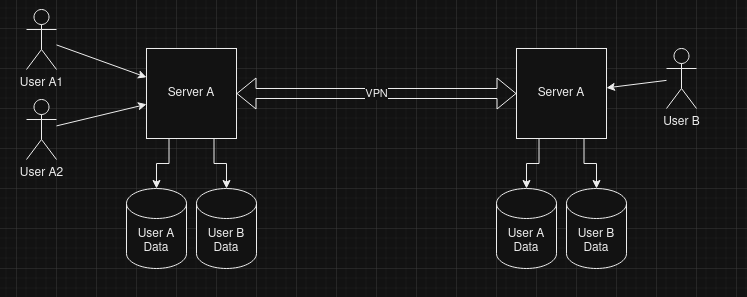 User A1
User A2
Server A
VPN
Server A
User B
User A
Data
User B
Data
User A
Data
User B
Data